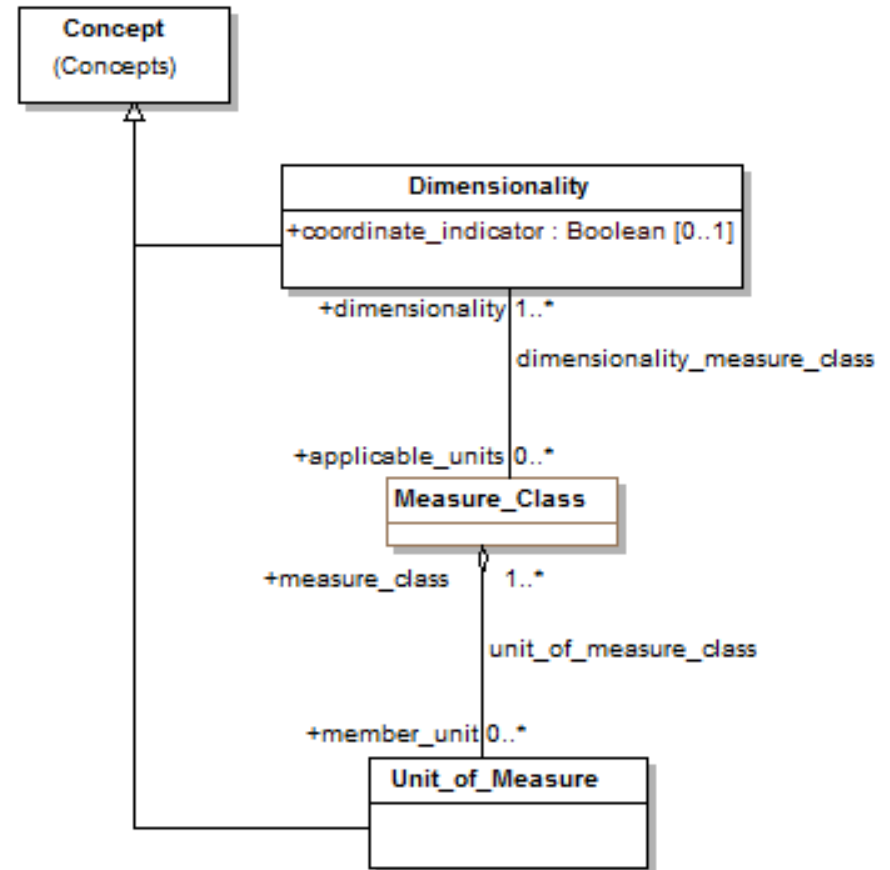 Concept
(Concepts)
Dimensionality
+coordinate_indicator : Boolean [0..1]
+dimensionality 1..*
dimensionality_measure_class
+applicable_units 0..*
Measure_Class
+measure_class 1..*
unit_of_measure_class
+member_unit 0..*
Unit_of_Measure